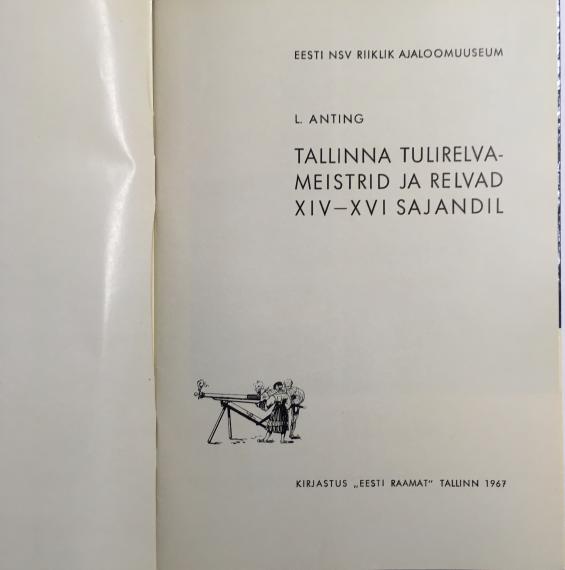 EESTI NSV RIIKLIK AJALOOMUUSEUM
L. ANTING
TALLINNA TULIRELVA-
MEISTRID JA RELVAD
XIV—XVI SAJANDIL
KIRJASTUS „EESTI RAAMAT" TALLINN 1967